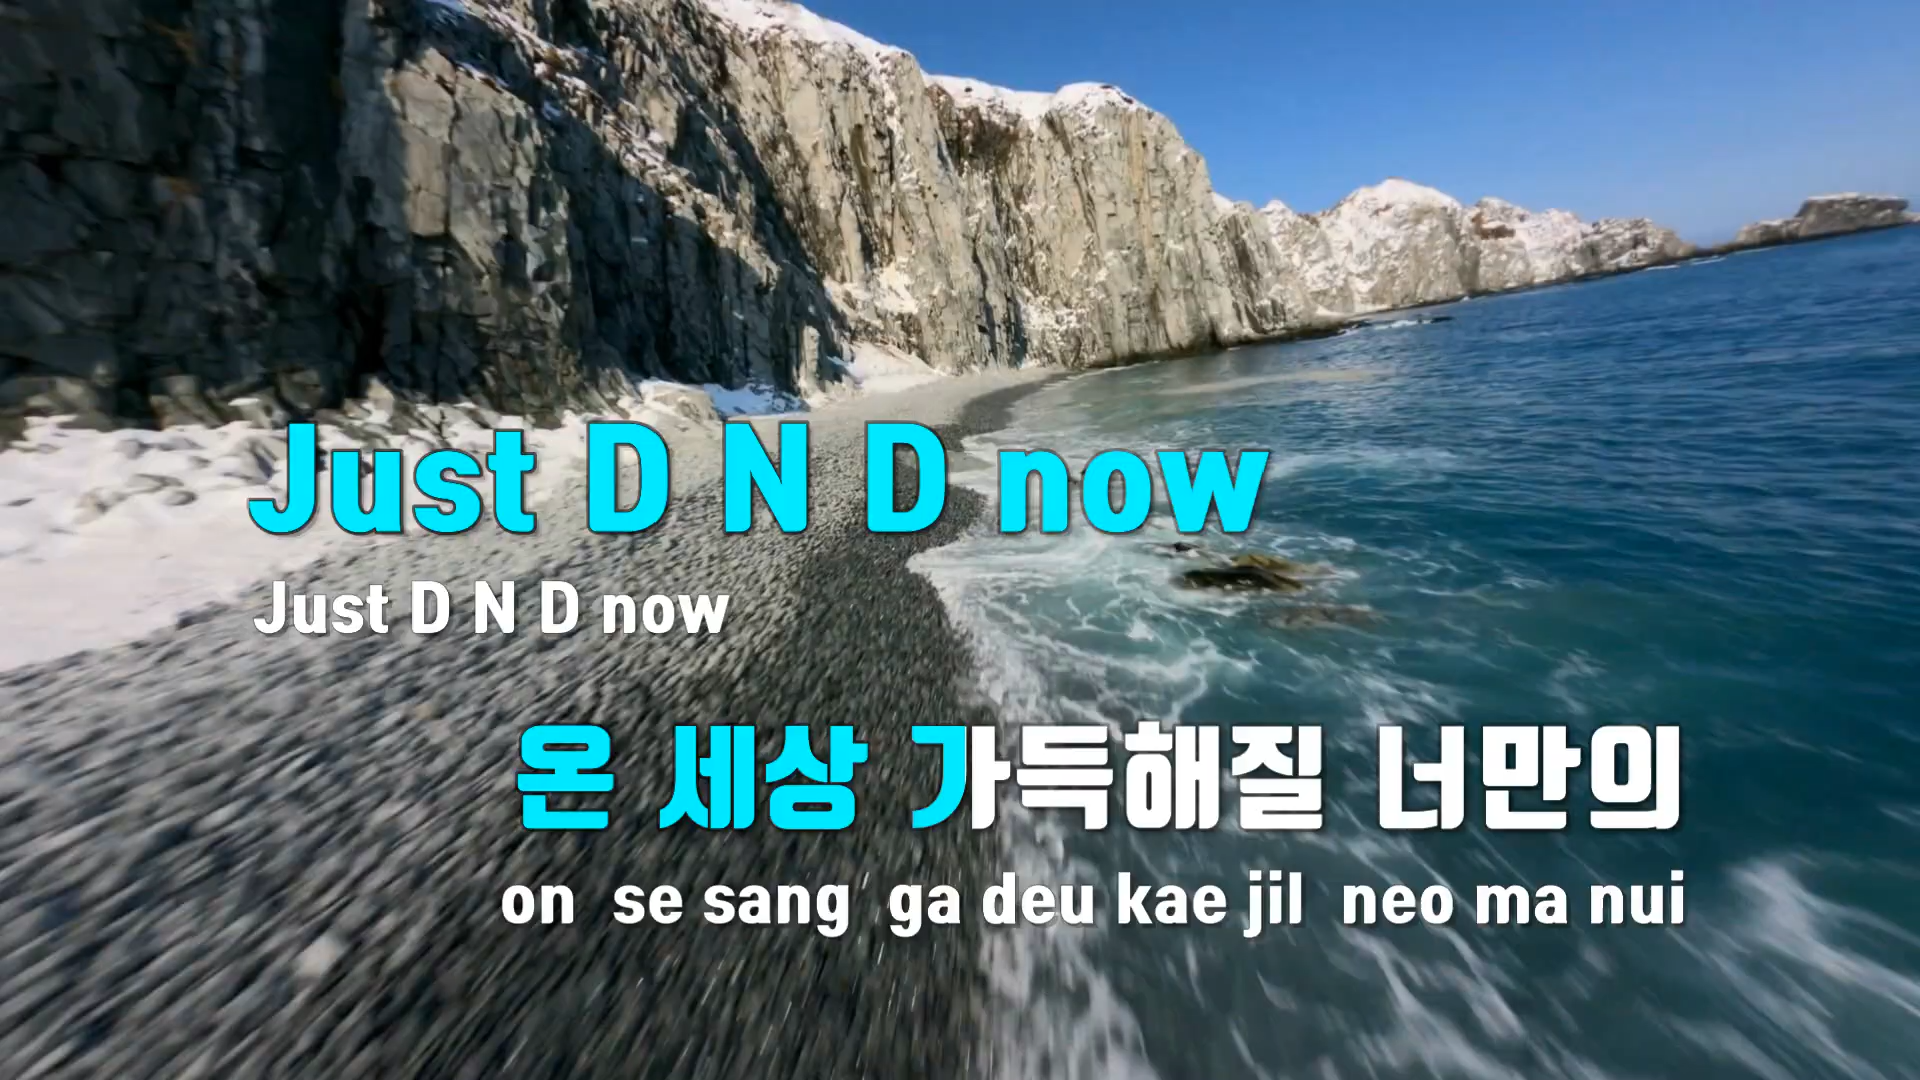 Just D N D now
Just D N D now
온 세상 가득해질 너만의
on se sang ga deu kae jil neo ma nui